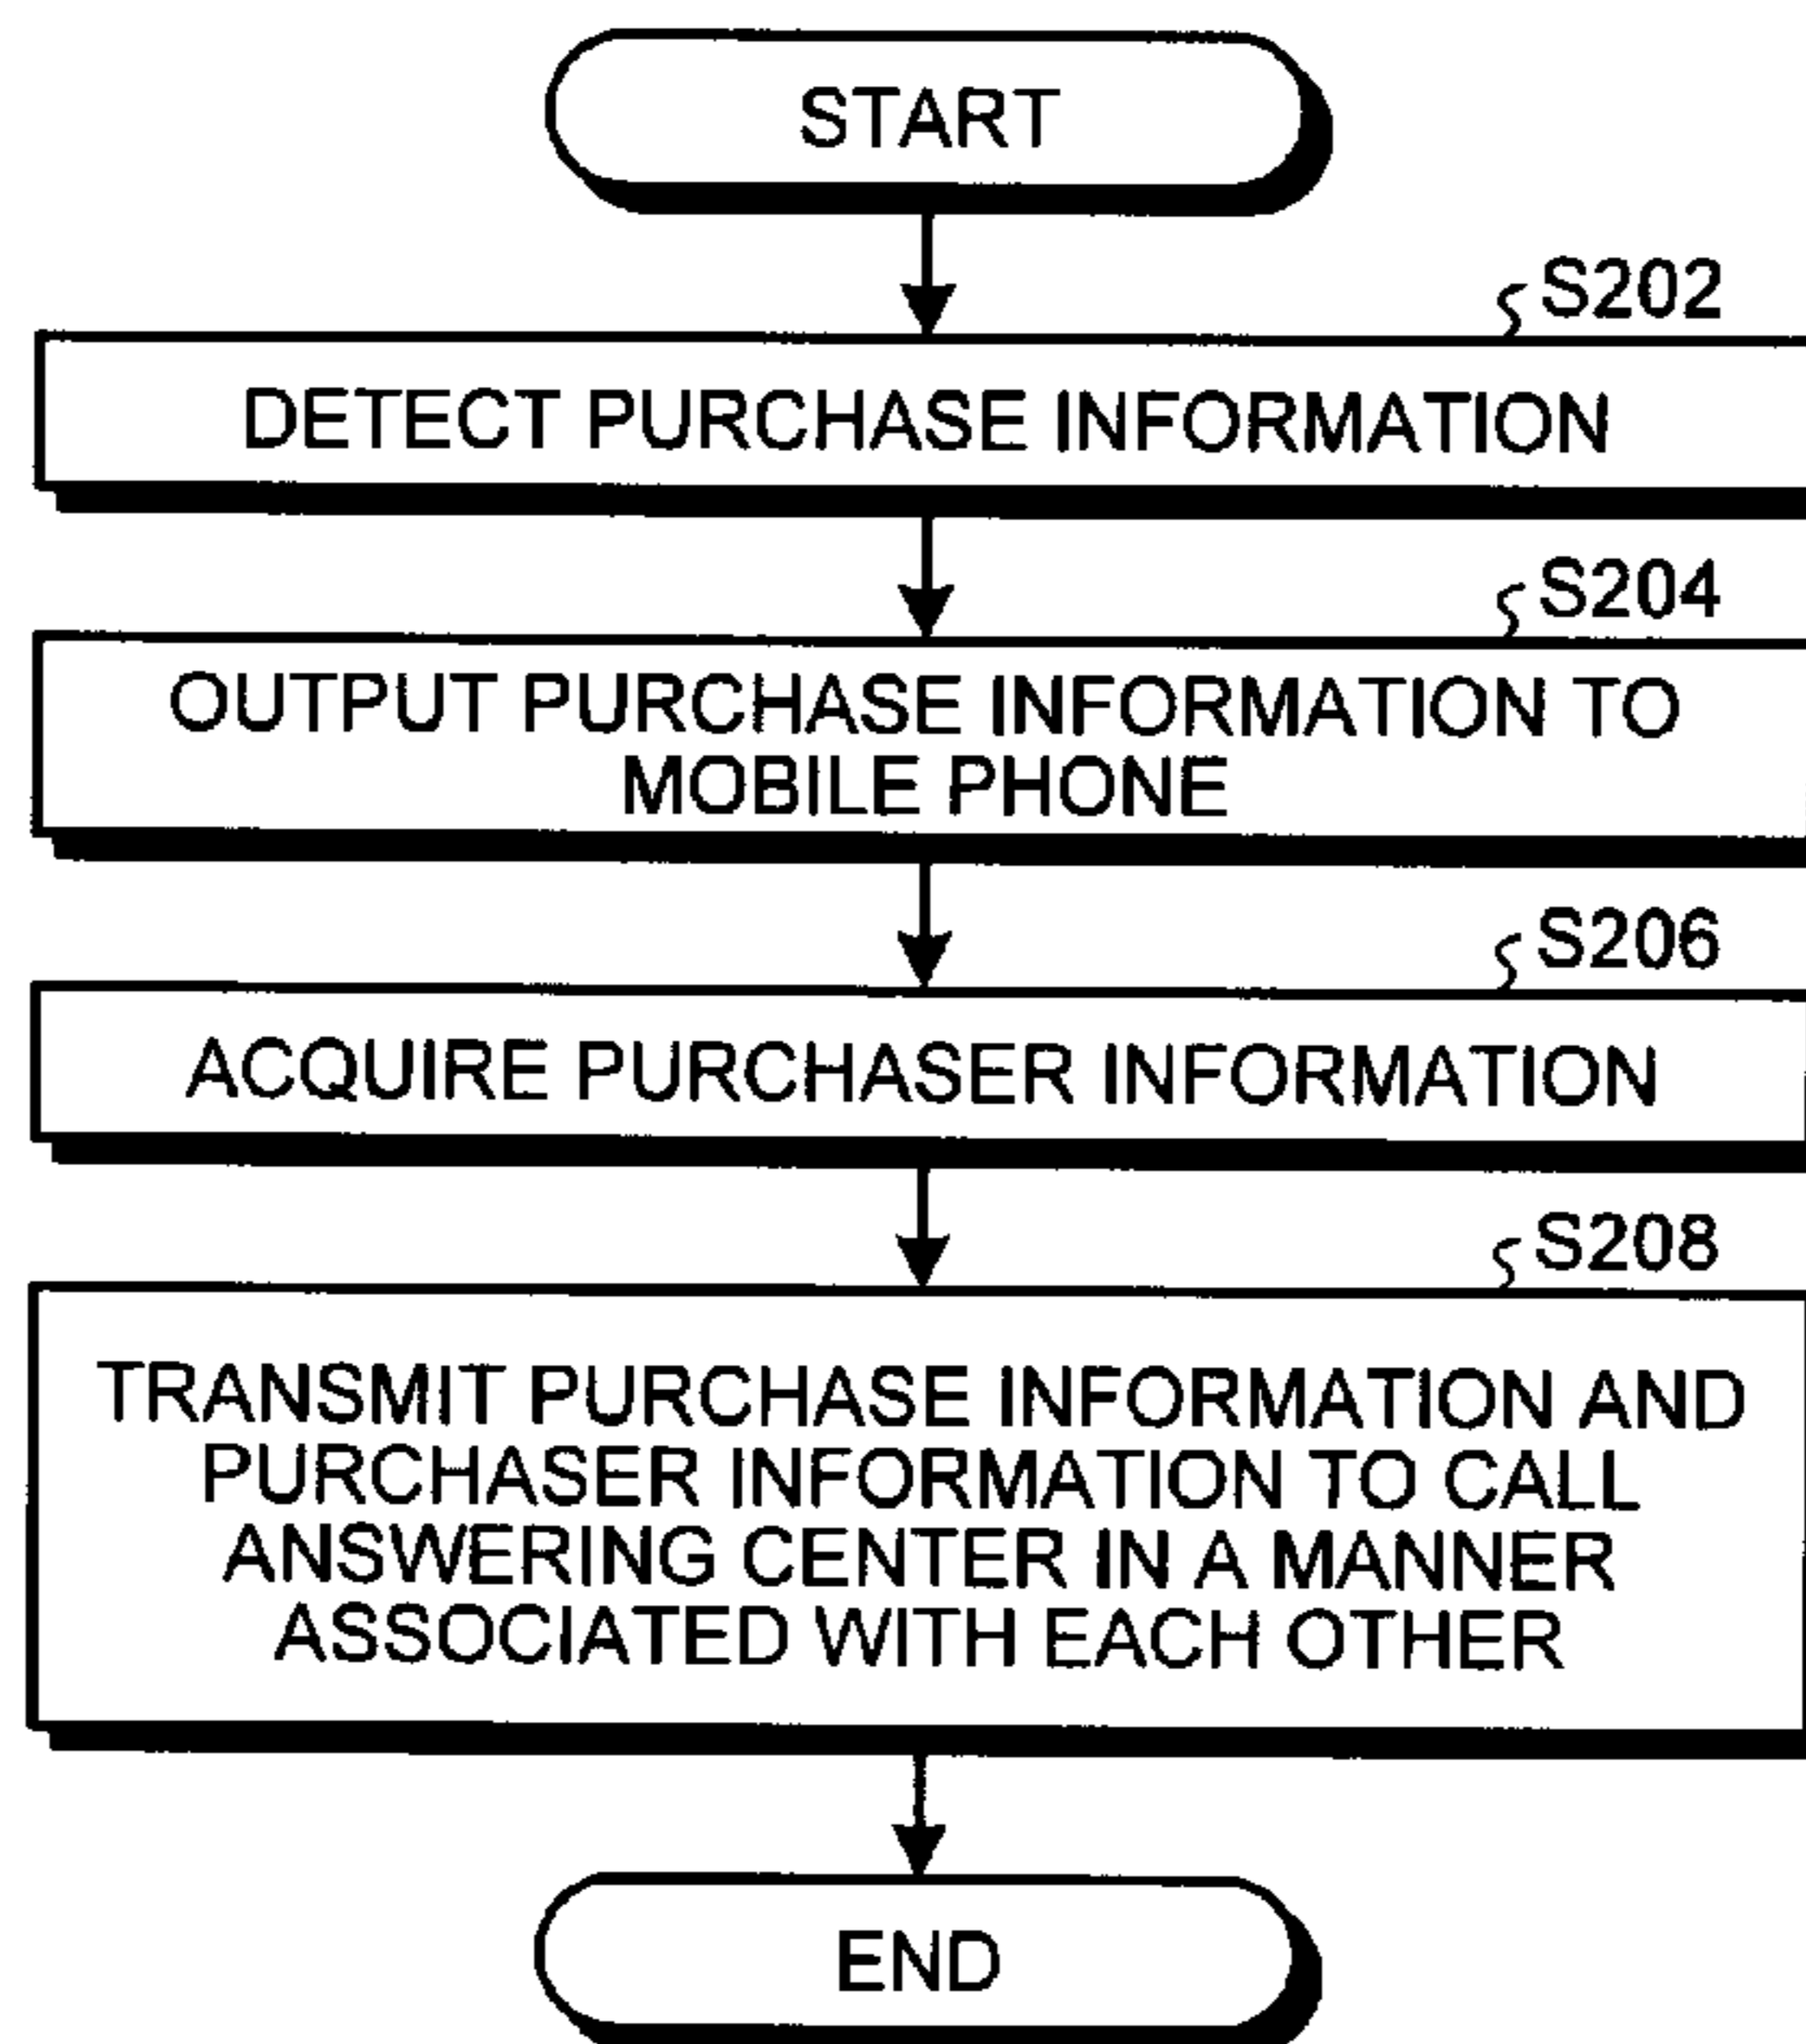 START
S202
DETECT PURCHASE INFORMATION
S204
OUTPUT PURCHASE INFORMATION TO
MOBILE PHONE
S206
ACQUIRE PURCHASER INFORMATION
S208
TRANSMIT PURCHASE INFORMATION AND
PURCHASER INFORMATION TO CALL
ANSWERING CENTER IN A MANNER
ASSOCIATED WITH EACH OTHER
END